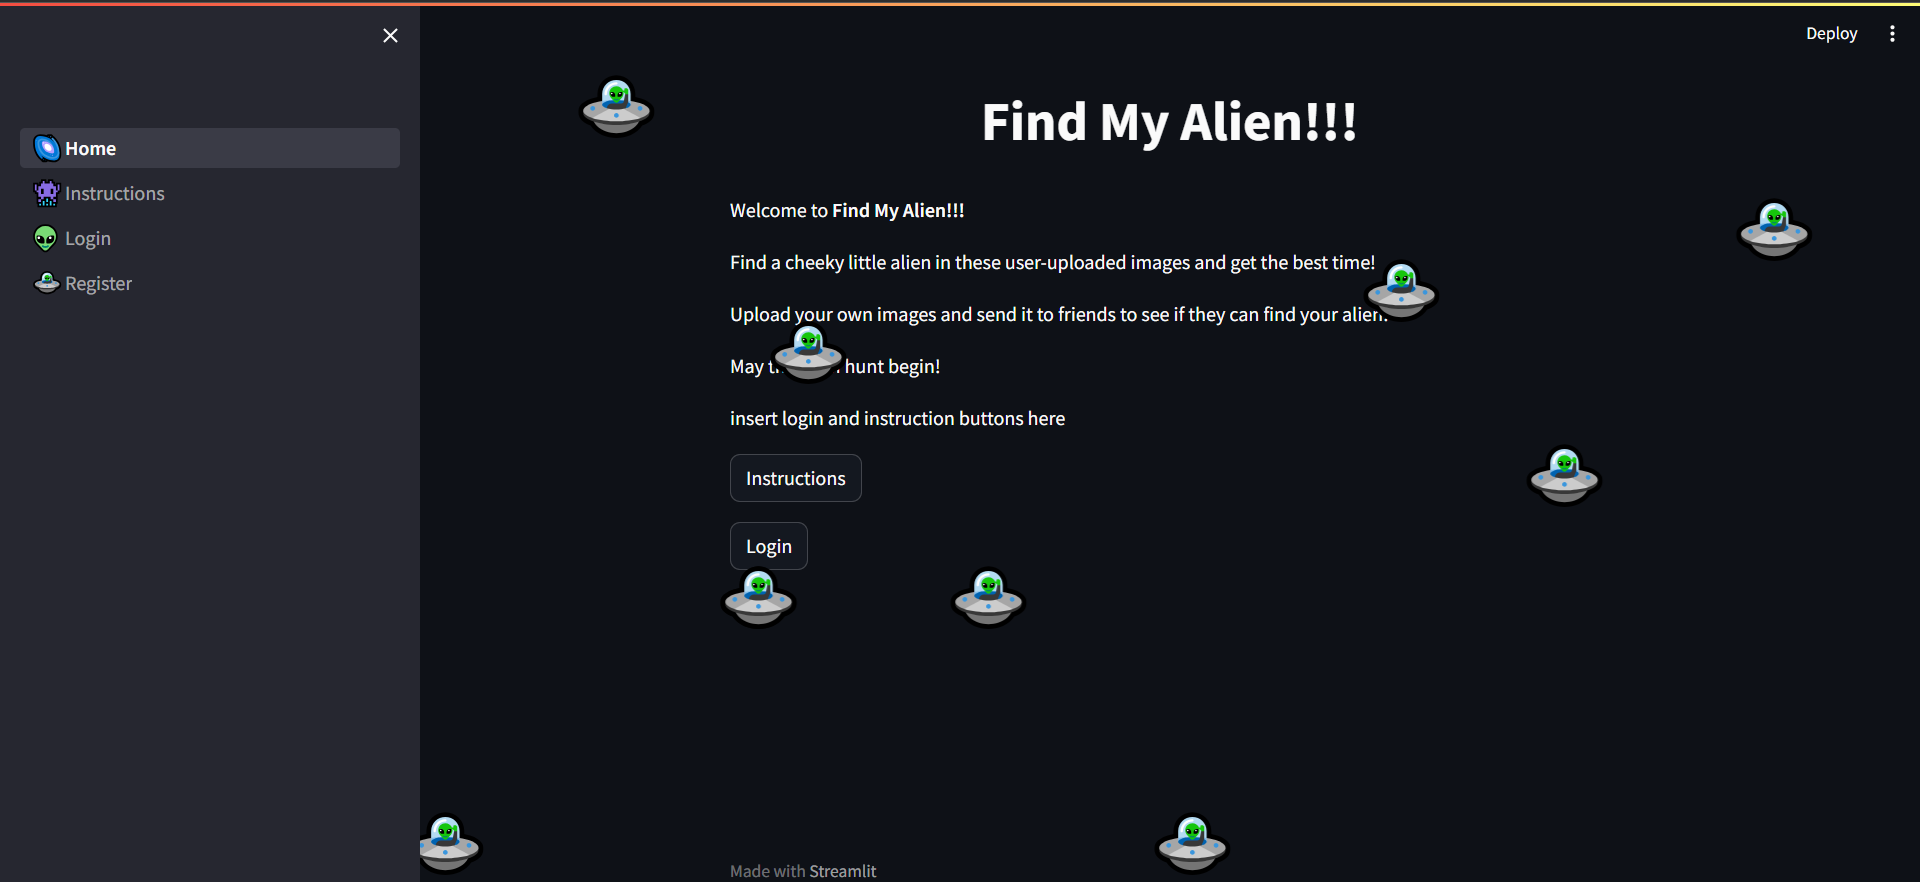 Deploy
Home
Instructions
Login
Register
Find My Alien!!!
Welcome to Find My Alien!!!
Find a cheeky little alien in these user-uploaded images and get the best time!
Upload your own images and send it to friends to see if they can find your alien.
May hunt begin!
insert login and instruction buttons here
Instructions
Login
Made with Streamlit